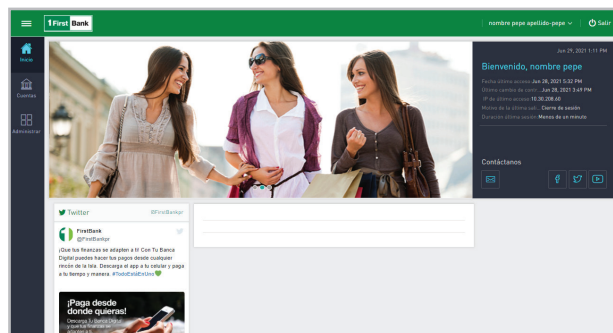 1 First Bank
nombre pepe apellido-pepe
Salir
Inicio
Cuentas
Administrar
Jun 29, 2021 1:11 PM
Bienvenido, nombre pepe
Fecha último acceso Jun 28, 2021 5:32 PM
Último cambio de contr... Jun 28, 2021 3:49 PM
IP de último acceso 10.30.208.60
Motivo de la última sali... Cierre de sesión
Duración última sesión Menos de un minuto
Contáctanos
Twitter
@FirstBankpr
FirstBank
@FirstBankpr
¡Que tus finanzas se adapten a ti! Con Tu Banca
Digital puedes hacer tus pagos desde cualquier
rincón de la Isla. Descarga el app a tu celular y paga
a tu tiempo y manera. #TodoEstáEnUno💚
¡Paga desde
donde quieras!
Descarga Tu Banca Digital